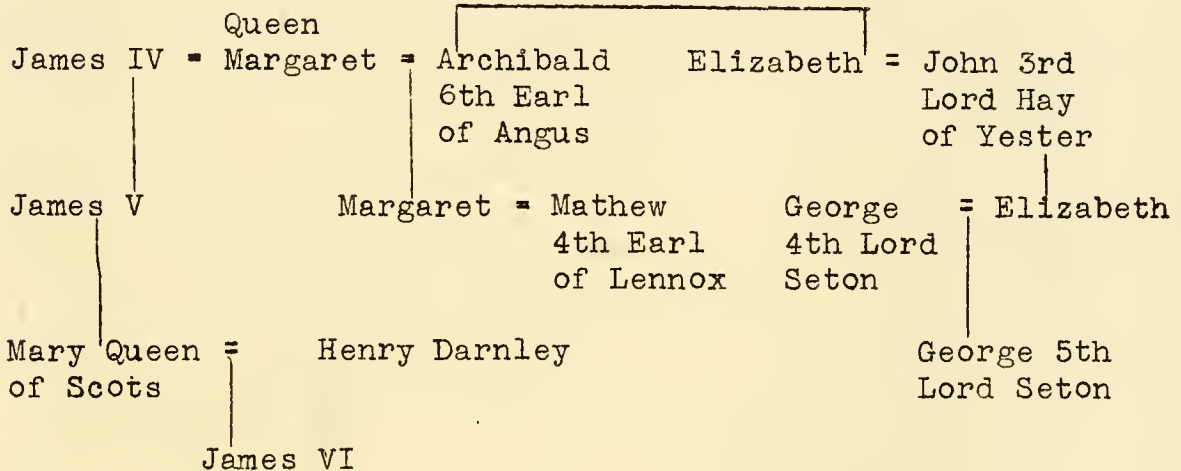 Queen
James IV = Margaret = Archibald Elizabeth = John 3rd
6th Earl Lord Hay
of Angus of Yester
James V Margaret = Mathew George = Elizabeth
4th Earl 4th Lord
of Lennox Seton
Mary Queen = Henry Darnley George 5th
of Scots Lord Seton
James VI